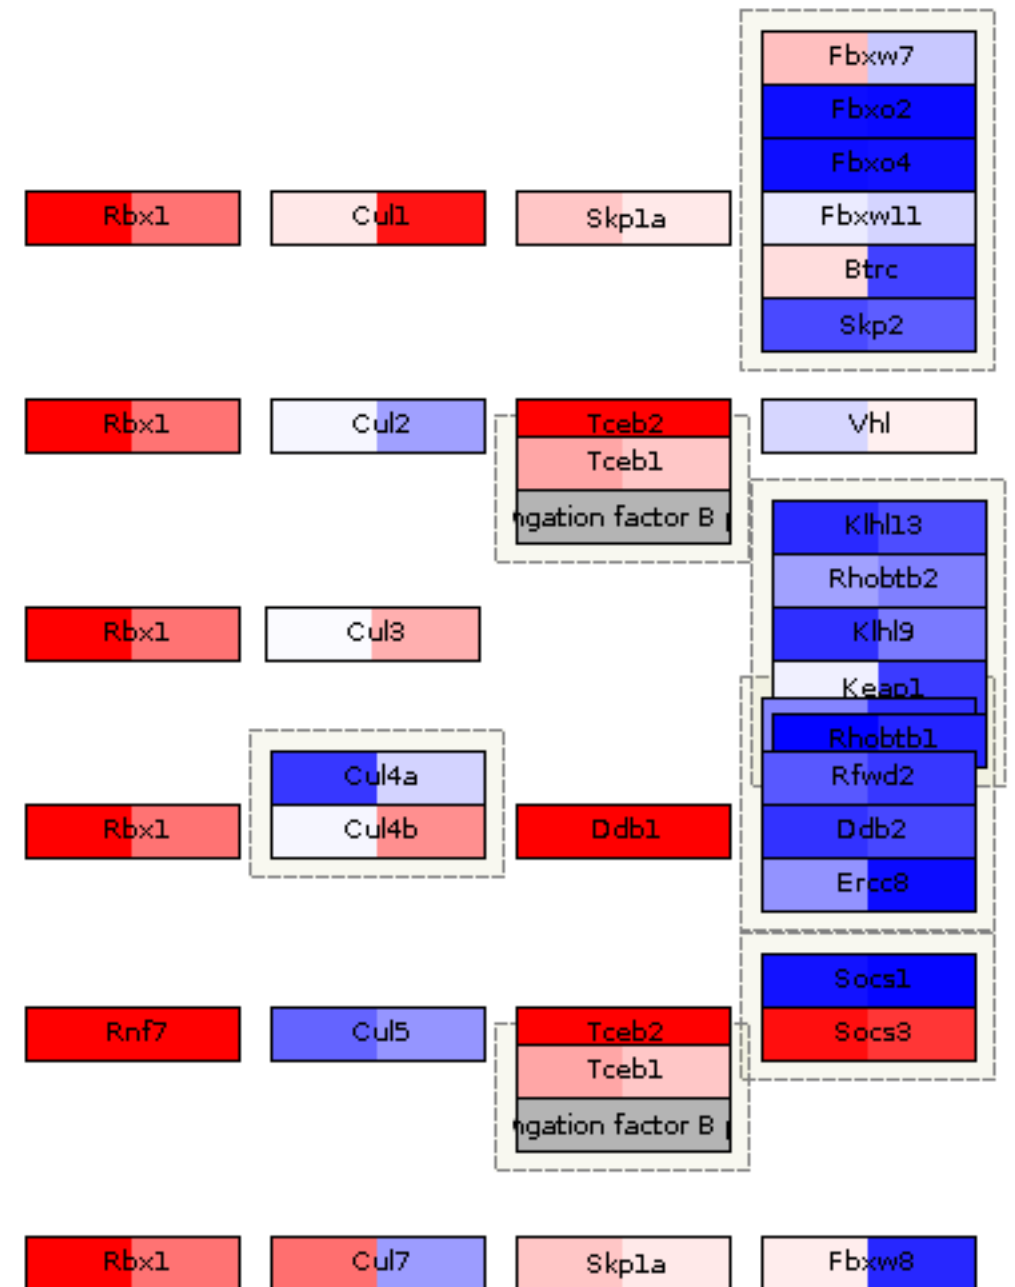 Fbxw7
Fbxo2
Fbxo4
Rbx1 Cul1 Skp1a Fbxw11
Btrc
Skp2
Rbx1 Cul2 Tceb2 Vhl
Tceb1
ngation factor B
Klhl13
Rhobtb2
Rbx1 Cul3 Klhl9
Keap1
Rhobtb1
Cul4a Rfwd2
Rbx1 Cul4b Ddb1 Ddb2
Ercc8
Socs1
Rnf7 Cul5 Tceb2 Socs3
Tceb1
ngation factor B
Rbx1 Cul7 Skp1a Fbxw8